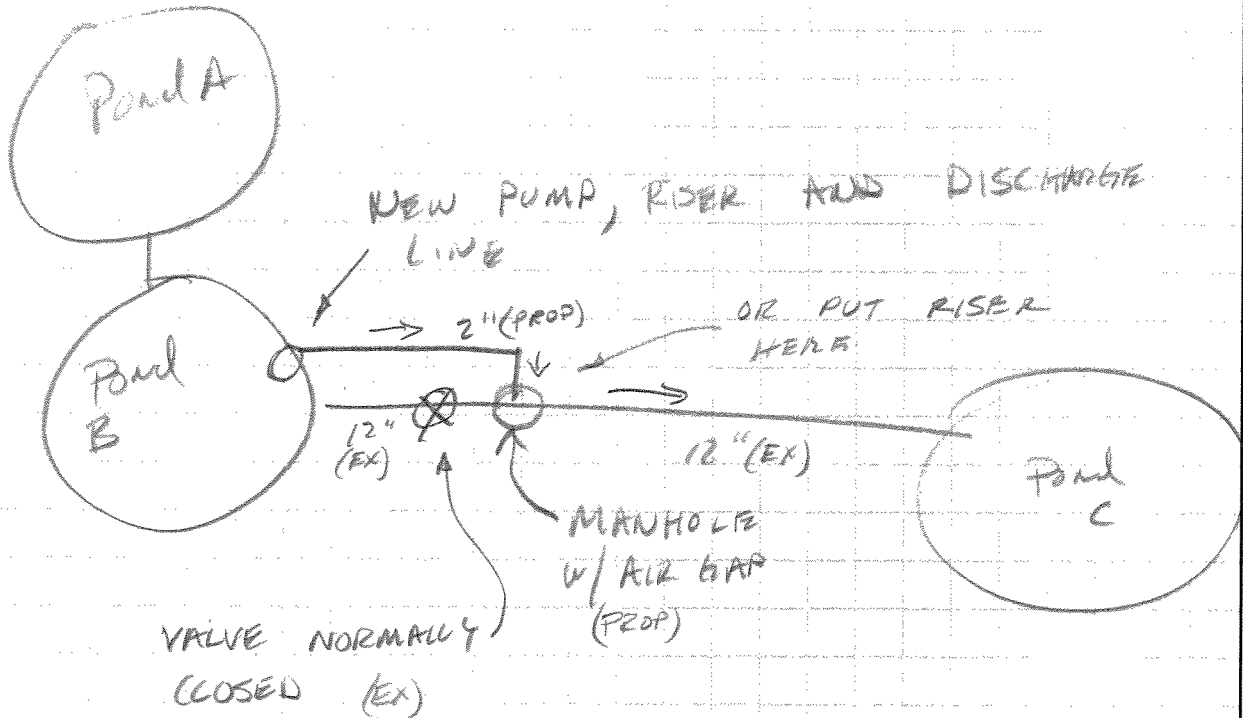 Pond A
NEW PUMP, RISER AND DISCHARGE
LINE
2" (PROP)
OR PUT RISER
HERE
Pond
B
12"
(EX)
12" (EX)
Pond
C
MANHOLE
W/ AIR GAP
(PROP)
VALVE NORMALLY
CLOSED (EX)